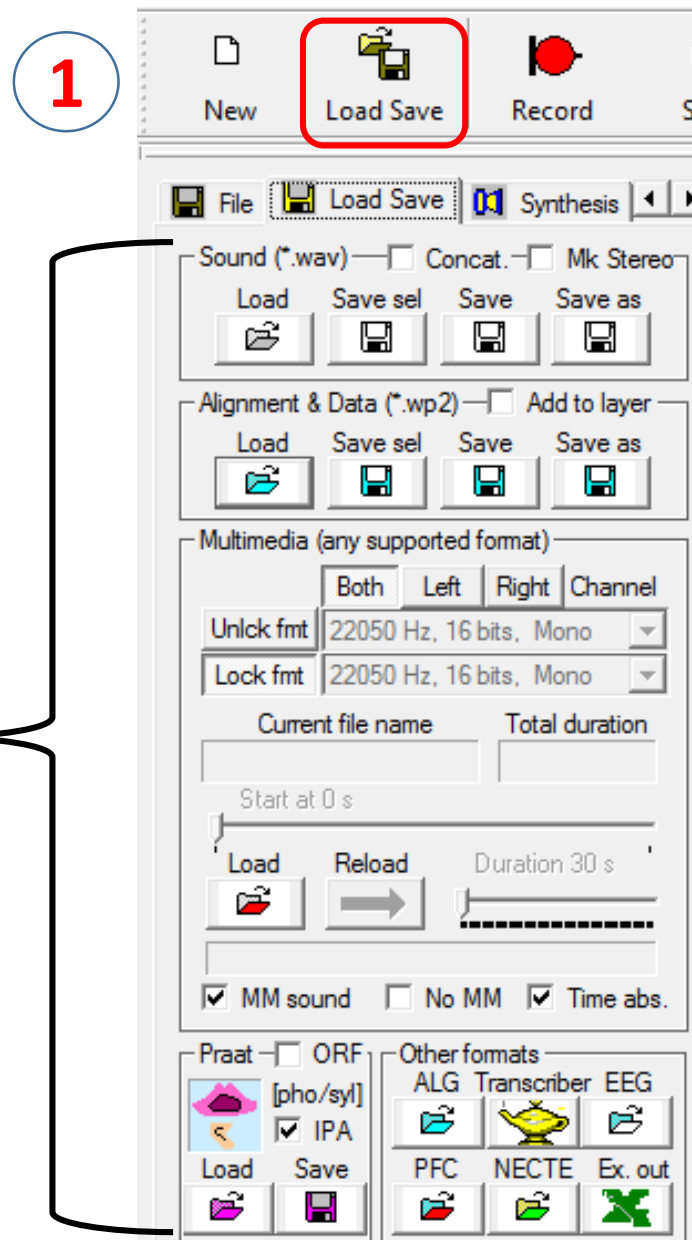 1
New Load Save Record S
File Load Save Synthesis
Sound (*.wav) Concat. Mk Stereo
Load Save sel Save Save as
Alignment & Data (*.wp2) Add to layer
Load Save sel Save Save as
Multimedia (any supported format)
Both Left Right Channel
Unlck fmt 22050 Hz, 16 bits, Mono
Lock fmt 22050 Hz, 16 bits, Mono
Current file name Total duration
Start at 0 s
Load Reload Duration 30 s
MM sound No MM Time abs.
Praat ORF Other formats
[pho/syl] ALG Transcriber EEG
IPA
Load Save PFC NECTE Ex. out